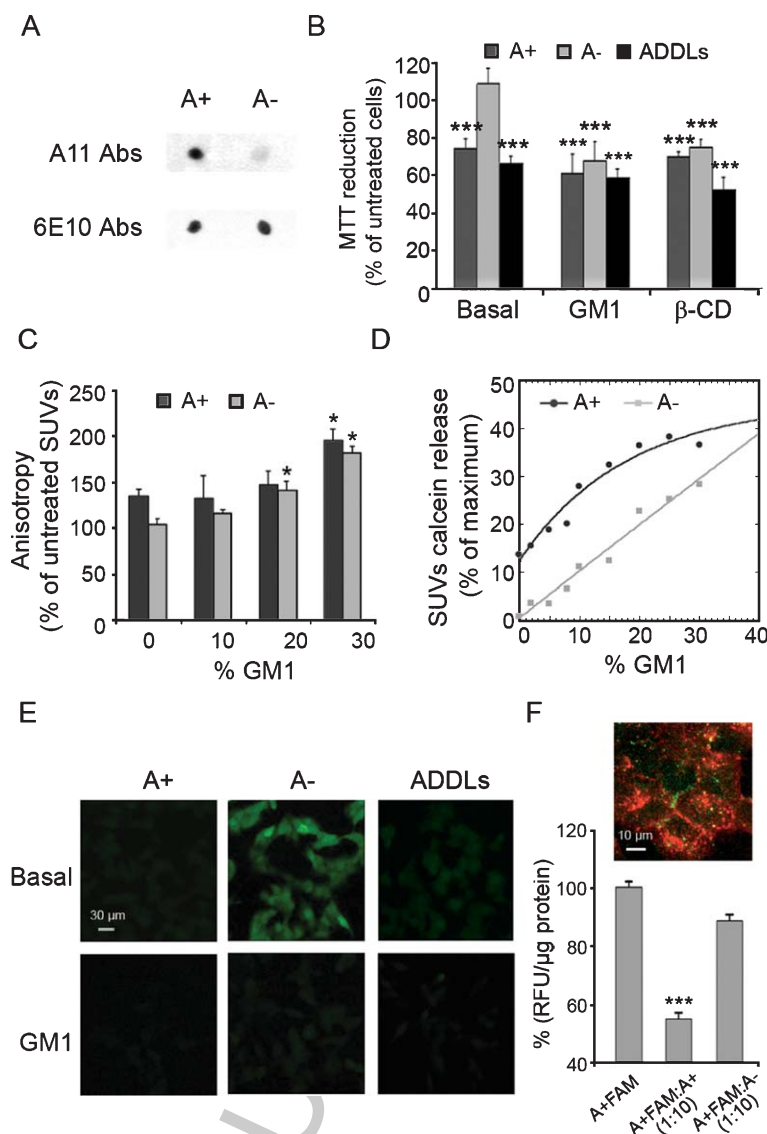 A
A+ A-
A11 Abs
6E10 Abs
B
A+ A- ADDLs
MTT reduction
(% of untreated cells)
120
100
80
60
40
20
0
*** ***
*** *** ***
*** *** ***
Basal GM1 β-CD
C
A+ A-
Anisotropy
(% of untreated SUVs)
250
200
150
100
50
0
* * *
0 10 20 30
% GM1
D
A+ A-
SUVs calcein release
(% of maximum)
50
40
30
20
10
0
0 10 20 30 40
% GM1
E
A+ A- ADDLs
Basal
30 µm
GM1
F
10 µm
% (RFU/µg protein)
120
100
80
60
40
***
A+FAM
A+FAM:A+
(1:10)
A+FAM:A-
(1:10)